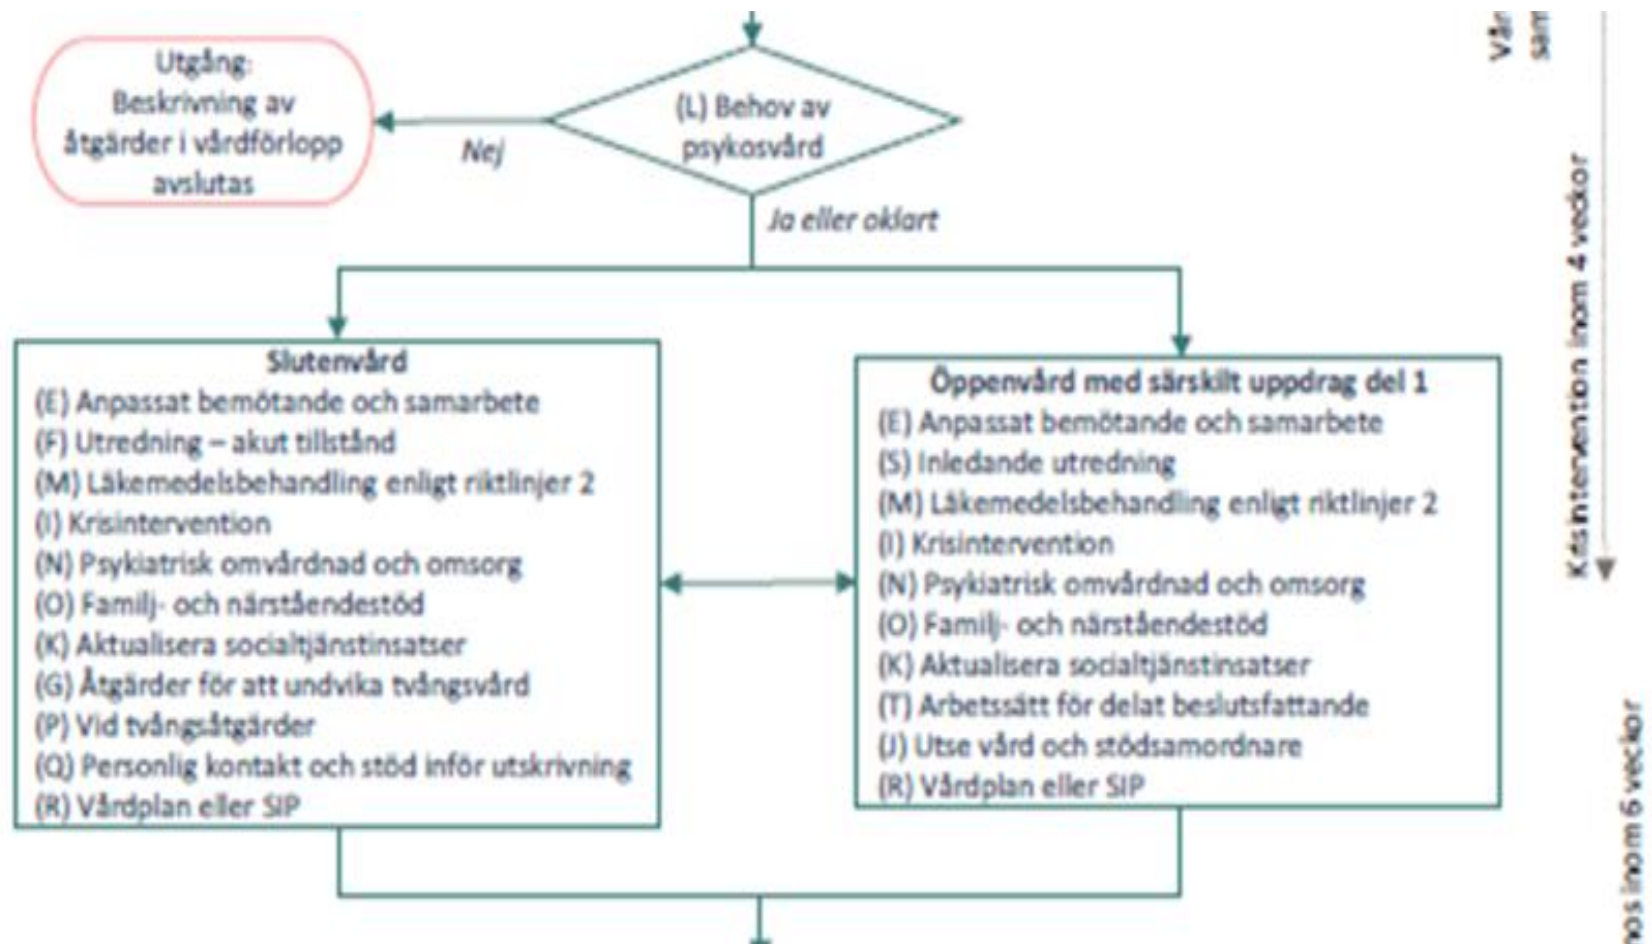 Utgång:
Beskrivning av
åtgärder i vårdförlopp
avslutas
Nej
(L) Behov av
psykosvård
Ja eller oklart
Slutenvård
(E) Anpassat bemötande och samarbete
(F) Utredning – akut tillstånd
(M) Läkemedelsbehandling enligt riktlinjer 2
(I) Krisintervention
(N) Psykiatrisk omvårdnad och omsorg
(O) Familj- och närståendestöd
(K) Aktualisera socialtjänstinsatser
(G) Åtgärder för att undvika tvångsvård
(P) Vid tvångsåtgärder
(Q) Personlig kontakt och stöd inför utskrivning
(R) Vårdplan eller SIP
Öppenvård med särskilt uppdrag del 1
(E) Anpassat bemötande och samarbete
(S) Inledande utredning
(M) Läkemedelsbehandling enligt riktlinjer 2
(I) Krisintervention
(N) Psykiatrisk omvårdnad och omsorg
(O) Familj- och närståendestöd
(K) Aktualisera socialtjänstinsatser
(T) Arbetssätt för delat beslutsfattande
(J) Utse vård och stödsamordnare
(R) Vårdplan eller SIP
Krisintervention inom 4 veckor
inom 6 veckor